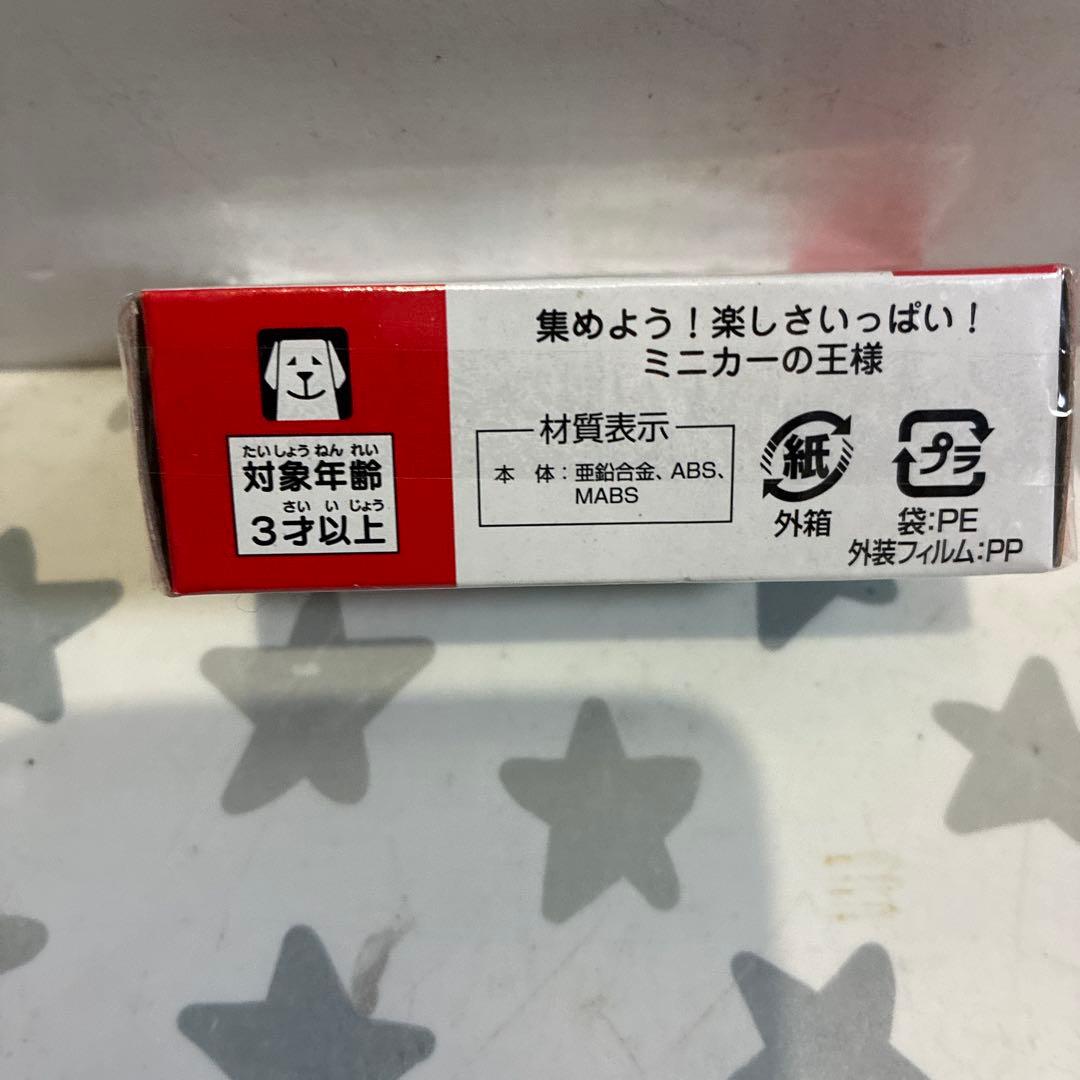 たいしょうねんれい
対象年齢
さいいじょう
3才以上
集めよう！楽しさいっぱい！
ミニカーの王様
材質表示
本　体：亜鉛合金、ABS、
MABS
紙
外箱
プラ
袋：PE
外装フィルム：PP